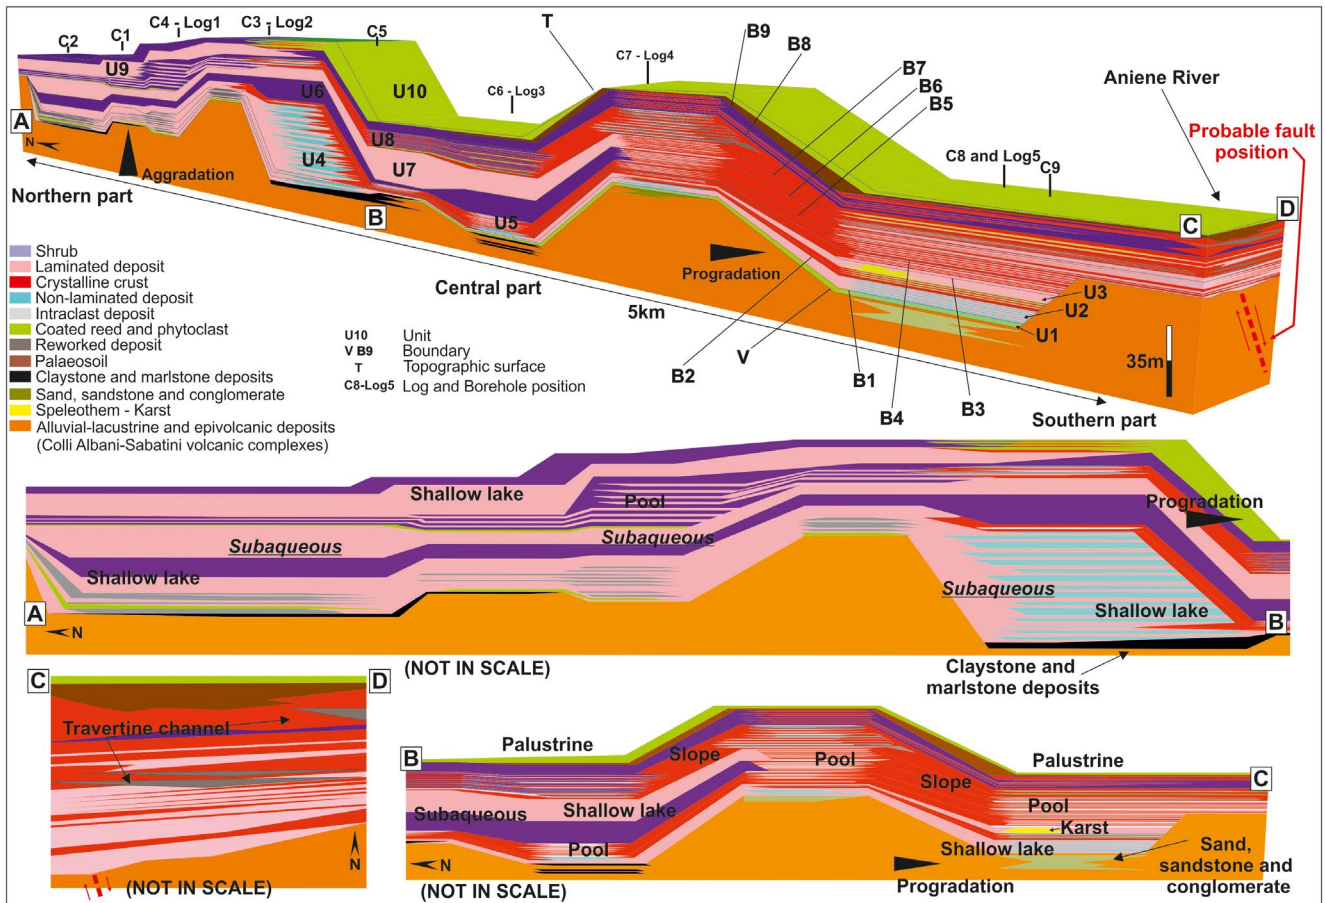 C2
C1
C4 - Log1
C3 - Log2
C5
T
C7 - Log4
B9
B8
B7
B6
B5
Aniene River
Probable fault
position
U9
U6
U10
C6 - Log3
A
N
U8
U4
U7
Aggradation
Northern part
B
U5
C8 and Log5
C9
C
D
Progradation
Central part
5km
U3
U2
U1
35m
B2
V
B1
B4
B3
Southern part
Shrub
Laminated deposit
Crystalline crust
Non-laminated deposit
Intraclast deposit
Coated reed and phytoclast
Reworked deposit
Palaeosoil
Claystone and marlstone deposits
Sand, sandstone and conglomerate
Speleothem - Karst
Alluvial-lacustrine and epivolcanic deposits
(Colli Albani-Sabatini volcanic complexes)
U10 Unit
V B9 Boundary
T Topographic surface
C8-Log5 Log and Borehole position
Shallow lake
Pool
Progradation
Subaqueous
Subaqueous
Shallow lake
Subaqueous
Shallow lake
A
N
B
(NOT IN SCALE)
Claystone and
marlstone deposits
C
D
Travertine channel
N
(NOT IN SCALE)
B
Palustrine
Slope
Pool
Slope
Palustrine
C
Subaqueous
Shallow lake
Pool
Pool
Karst
Shallow lake
Sand,
sandstone and
conglomerate
N
Progradation
(NOT IN SCALE)